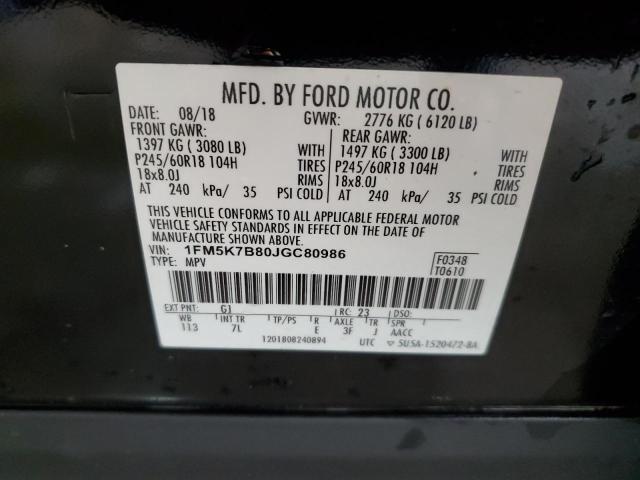 MFD. BY FORD MOTOR CO.
DATE: 08/18 GVWR: 2776 KG ( 6120 LB)
FRONT GAWR: REAR GAWR:
1397 KG ( 3080 LB) WITH 1497 KG ( 3300 LB) WITH
P245/60R18 104H TIRES P245/60R18 104H TIRES
18x8.0J RIMS 18x8.0J RIMS
AT 240 kPa/ 35 PSI COLD AT 240 kPa/ 35 PSI COLD
THIS VEHICLE CONFORMS TO ALL APPLICABLE FEDERAL MOTOR
VEHICLE SAFETY STANDARDS IN EFFECT ON THE DATE OF
MANUFACTURE SHOWN ABOVE.
VIN: 1FM5K7B80JGC80986 F0348
TYPE: MPV T0610
EXT PNT: G1 RC: 23 DSO:
WB INT TR TP/PS R AXLE TR SPR
113 7L E 3F J AACC
1201808240894 UTC 5USA-1520472-BA